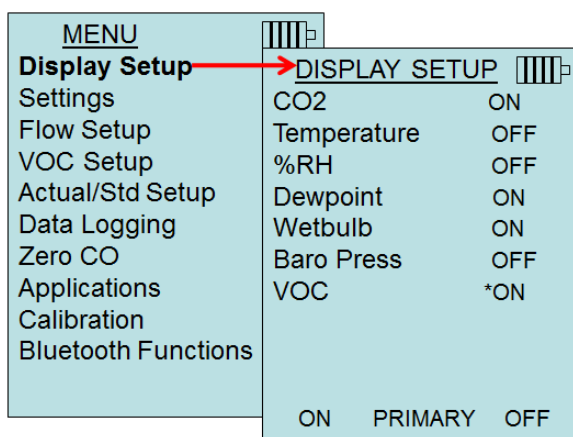 MENU
Display Setup
Settings
Flow Setup
VOC Setup
Actual/Std Setup
Data Logging
Zero CO
Applications
Calibration
Bluetooth Functions
DISPLAY SETUP
CO2 ON
Temperature OFF
%RH OFF
Dewpoint ON
Wetbulb ON
Baro Press OFF
VOC *ON
ON PRIMARY OFF